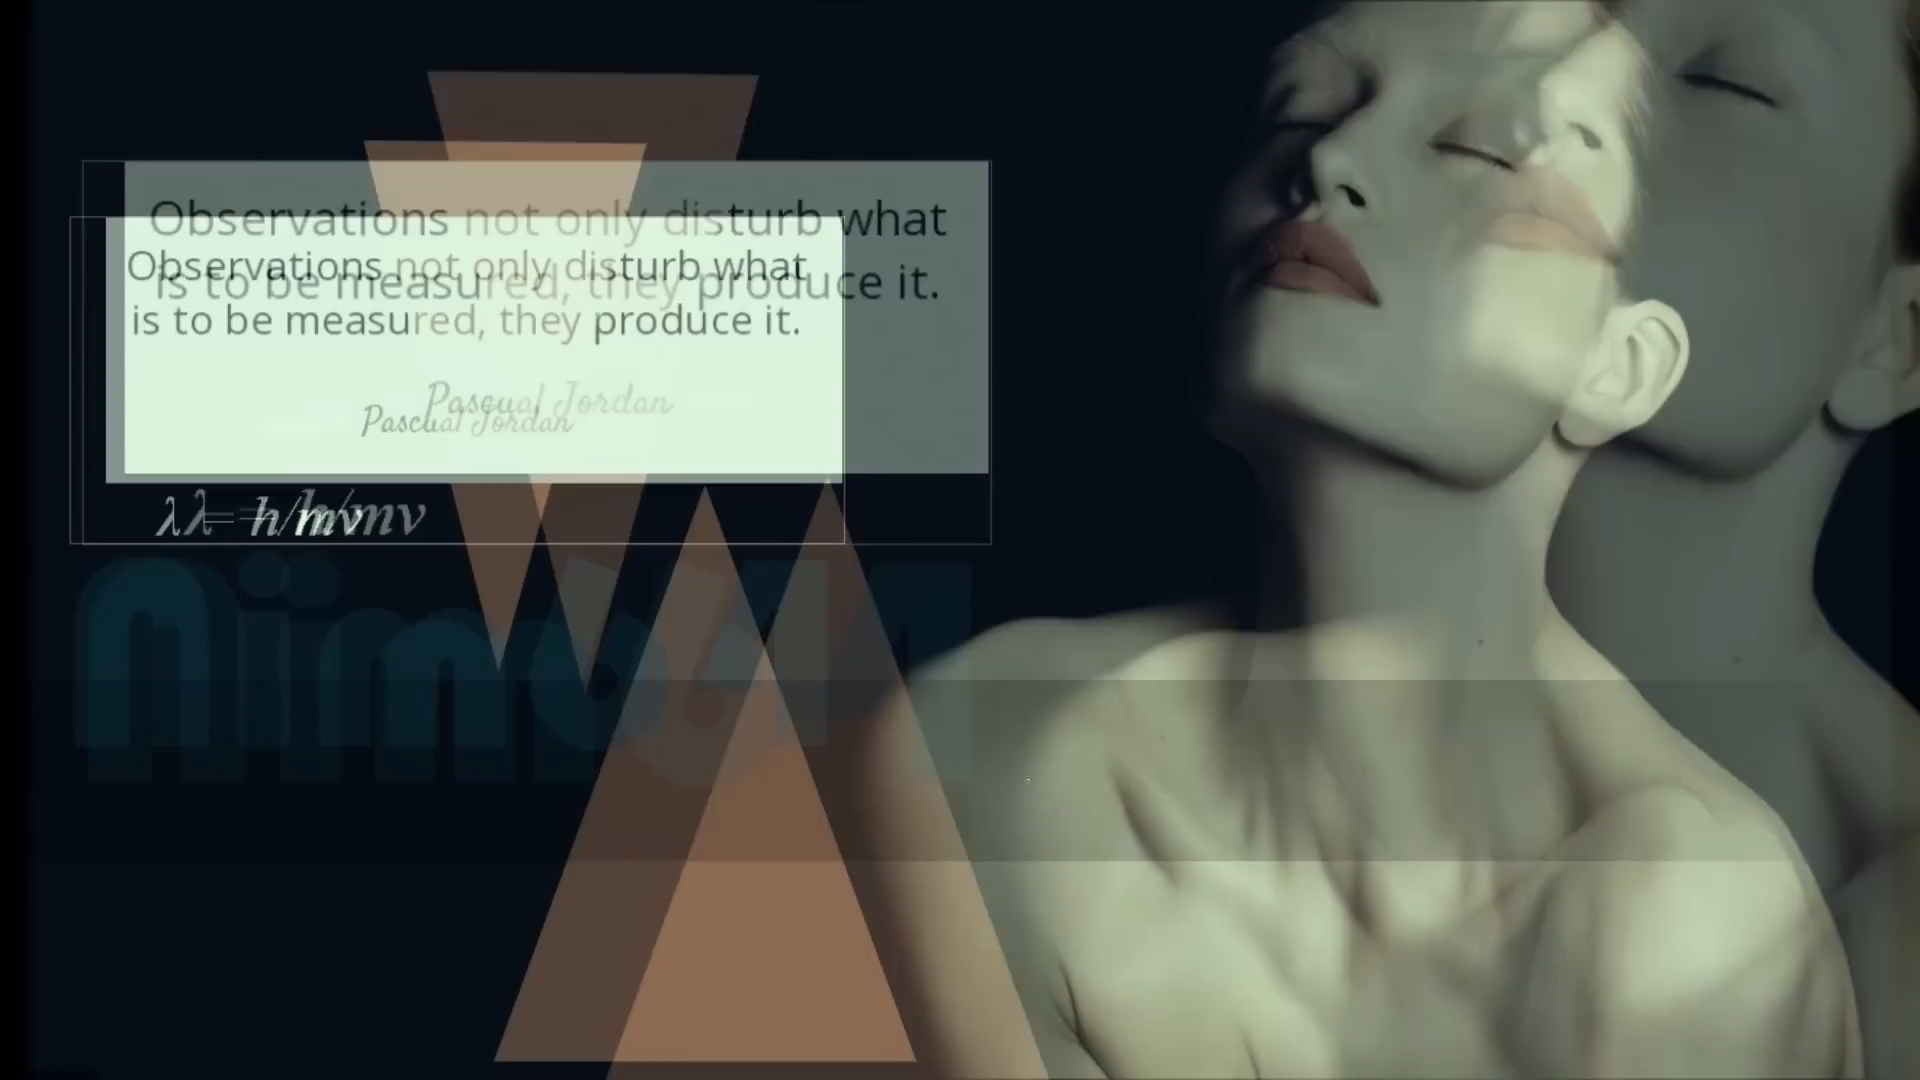 Observations not only disturb what
is to be measured, they produce it.
Pascual Jordan
Observations not only disturb what
is to be measured, they produce it.
Pascual Jordan
λ = h/mv
λ = h/mv